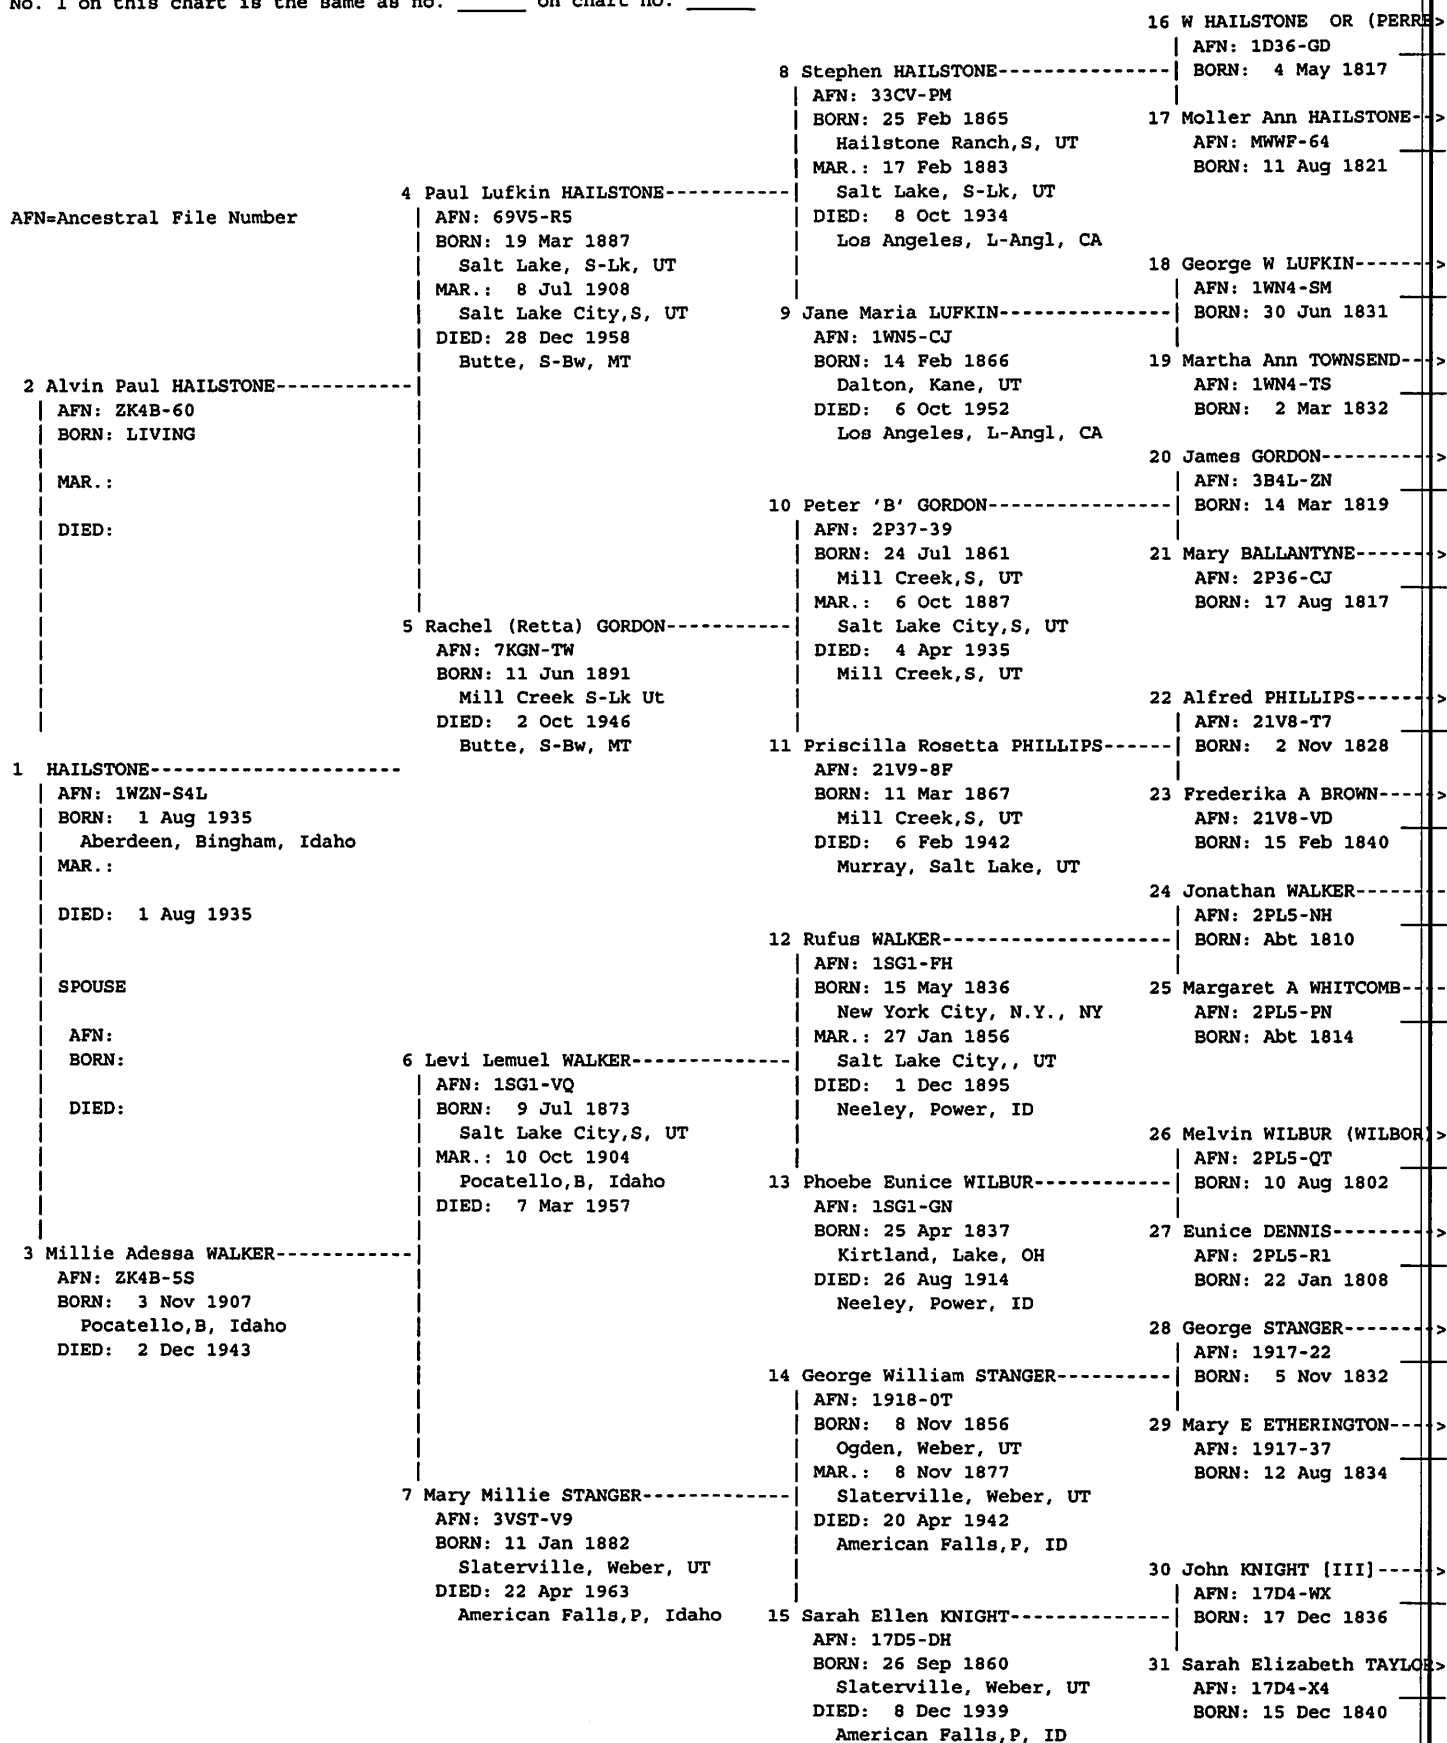 No. 1 on this chart is the same as no. ______ on chart no. ______
16 W HAILSTONE OR (PERRE>
AFN: 1D36-GD
BORN: 4 May 1817
8 Stephen HAILSTONE
AFN: 33CV-PM
BORN: 25 Feb 1865
Hailstone Ranch,S, UT
MAR.: 17 Feb 1883
Salt Lake, S-Lk, UT
DIED: 8 Oct 1934
Los Angeles, L-Angl, CA
17 Moller Ann HAILSTONE->
AFN: MWWF-64
BORN: 11 Aug 1821
4 Paul Lufkin HAILSTONE
AFN: 69V5-R5
BORN: 19 Mar 1887
Salt Lake, S-Lk, UT
MAR.: 8 Jul 1908
Salt Lake City,S, UT
DIED: 28 Dec 1958
Butte, S-Bw, MT
AFN=Ancestral File Number
18 George W LUFKIN------>
AFN: 1WN4-SM
BORN: 30 Jun 1831
9 Jane Maria LUFKIN
AFN: 1WN5-CJ
BORN: 14 Feb 1866
Dalton, Kane, UT
DIED: 6 Oct 1952
Los Angeles, L-Angl, CA
19 Martha Ann TOWNSEND-->
AFN: 1WN4-TS
BORN: 2 Mar 1832
2 Alvin Paul HAILSTONE
AFN: ZK4B-60
BORN: LIVING
MAR.:
DIED:
20 James GORDON--------->
AFN: 3B4L-ZN
BORN: 14 Mar 1819
10 Peter 'B' GORDON
AFN: 2P37-39
BORN: 24 Jul 1861
Mill Creek,S, UT
MAR.: 6 Oct 1887
Salt Lake City,S, UT
DIED: 4 Apr 1935
Mill Creek,S, UT
21 Mary BALLANTYNE------>
AFN: 2P36-CJ
BORN: 17 Aug 1817
5 Rachel (Retta) GORDON
AFN: 7KGN-TW
BORN: 11 Jun 1891
Mill Creek S-Lk Ut
DIED: 2 Oct 1946
Butte, S-Bw, MT
22 Alfred PHILLIPS------>
AFN: 21V8-T7
BORN: 2 Nov 1828
11 Priscilla Rosetta PHILLIPS
AFN: 21V9-8F
BORN: 11 Mar 1867
Mill Creek,S, UT
DIED: 6 Feb 1942
Murray, Salt Lake, UT
23 Frederika A BROWN---->
AFN: 21V8-VD
BORN: 15 Feb 1840
1 HAILSTONE
AFN: 1WZN-S4L
BORN: 1 Aug 1935
Aberdeen, Bingham, Idaho
MAR.:
DIED: 1 Aug 1935
SPOUSE
AFN:
BORN:
DIED:
24 Jonathan WALKER
AFN: 2PL5-NH
BORN: Abt 1810
12 Rufus WALKER
AFN: 1SG1-FH
BORN: 15 May 1836
New York City, N.Y., NY
MAR.: 27 Jan 1856
Salt Lake City,, UT
DIED: 1 Dec 1895
Neeley, Power, ID
25 Margaret A WHITCOMB
AFN: 2PL5-PN
BORN: Abt 1814
6 Levi Lemuel WALKER
AFN: 1SG1-VQ
BORN: 9 Jul 1873
Salt Lake City,S, UT
MAR.: 10 Oct 1904
Pocatello,B, Idaho
DIED: 7 Mar 1957
26 Melvin WILBUR (WILBOR)>
AFN: 2PL5-QT
BORN: 10 Aug 1802
13 Phoebe Eunice WILBUR
AFN: 1SG1-GN
BORN: 25 Apr 1837
Kirtland, Lake, OH
DIED: 26 Aug 1914
Neeley, Power, ID
27 Eunice DENNIS-------->
AFN: 2PL5-R1
BORN: 22 Jan 1808
3 Millie Adessa WALKER
AFN: ZK4B-5S
BORN: 3 Nov 1907
Pocatello,B, Idaho
DIED: 2 Dec 1943
28 George STANGER------->
AFN: 1917-22
BORN: 5 Nov 1832
14 George William STANGER
AFN: 1918-0T
BORN: 8 Nov 1856
Ogden, Weber, UT
MAR.: 8 Nov 1877
Slaterville, Weber, UT
DIED: 20 Apr 1942
American Falls,P, ID
29 Mary E ETHERINGTON--->
AFN: 1917-37
BORN: 12 Aug 1834
7 Mary Millie STANGER
AFN: 3VST-V9
BORN: 11 Jan 1882
Slaterville, Weber, UT
DIED: 22 Apr 1963
American Falls,P, Idaho
30 John KNIGHT [III]---->
AFN: 17D4-WX
BORN: 17 Dec 1836
15 Sarah Ellen KNIGHT
AFN: 17D5-DH
BORN: 26 Sep 1860
Slaterville, Weber, UT
DIED: 8 Dec 1939
American Falls,P, ID
31 Sarah Elizabeth TAYLOR>
AFN: 17D4-X4
BORN: 15 Dec 1840